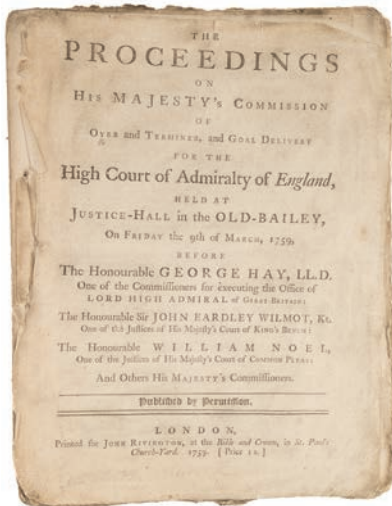 THE
PROCEEDINGS
ON
HIS MAJESTY's COMMISSION
OF
OYER and TERMINER, and GOAL DELIVERY
FOR THE
High Court of Admiralty of England,
HELD AT
JUSTICE-HALL in the OLD-BAILEY,
On FRIDAY the 9th of MARCH, 1759,
BEFORE
The Honourable GEORGE HAY, LL.D.
One of the Commissioners for executing the Office of
LORD HIGH ADMIRAL of GREAT-BRITAIN:
The Honourable Sir JOHN EARDLEY WILMOT, Kt.
One of the Justices of His Majesty's Court of KING's BENCH:
The Honourable WILLIAM NOEL,
One of the Justices of His Majesty's Court of COMMON PLEAS:
And Others His MAJESTY's Commissioners.
Published by Permission.
LONDON,
Printed for JOHN RIVINGTON, at the Bible and Crown, in St. Paul's
Church-Yard. 1759. [Price 1s.]